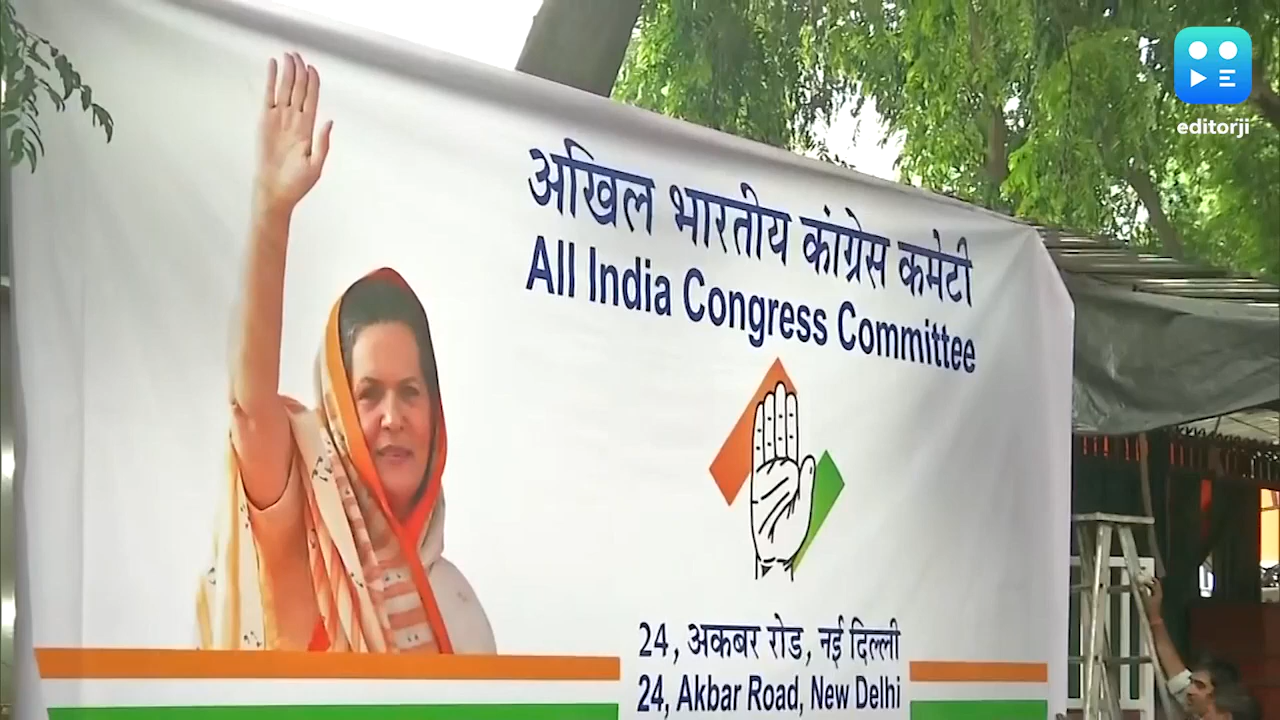 editorji
अखिल भारतीय कांग्रेस कमेटी
All India Congress Committee
24, अकबर रोड, नई दिल्ली
24, Akbar Road, New Delhi